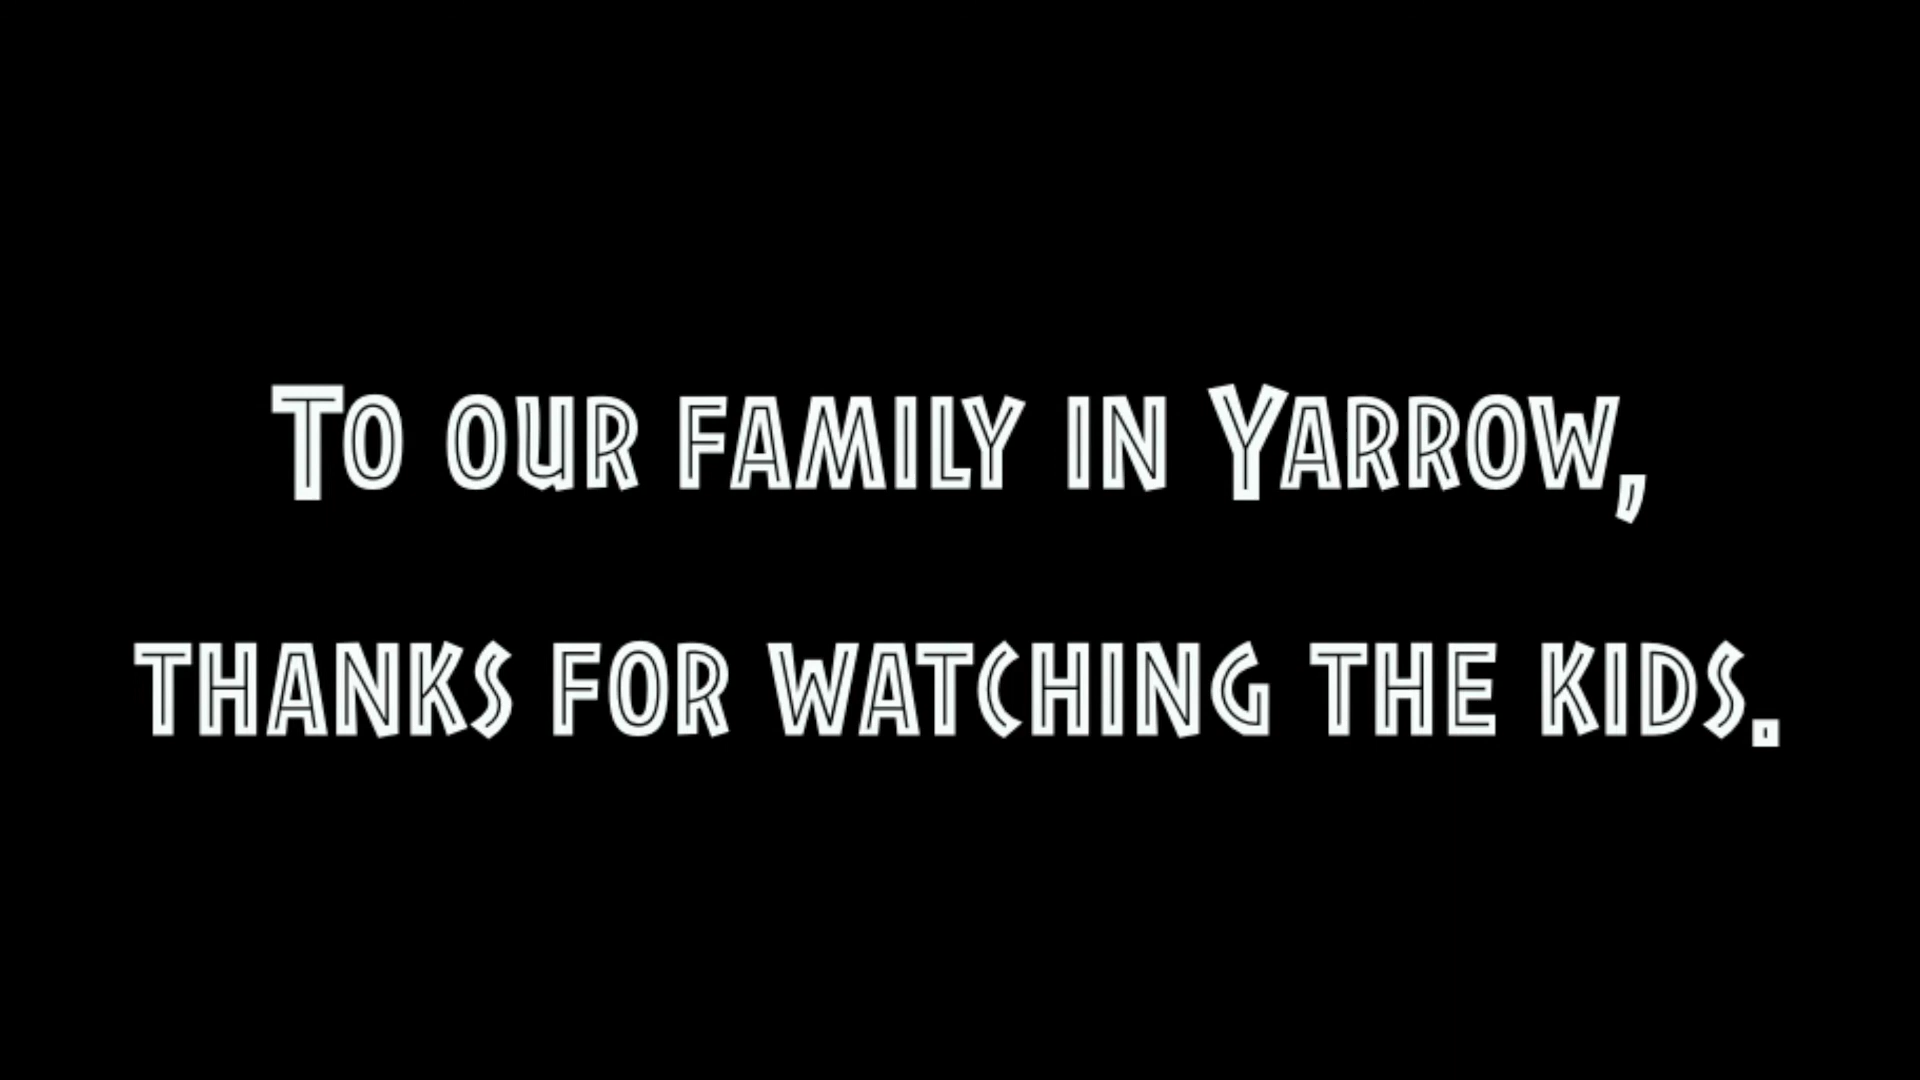 To our family in Yarrow,
thanks for watching the kids.